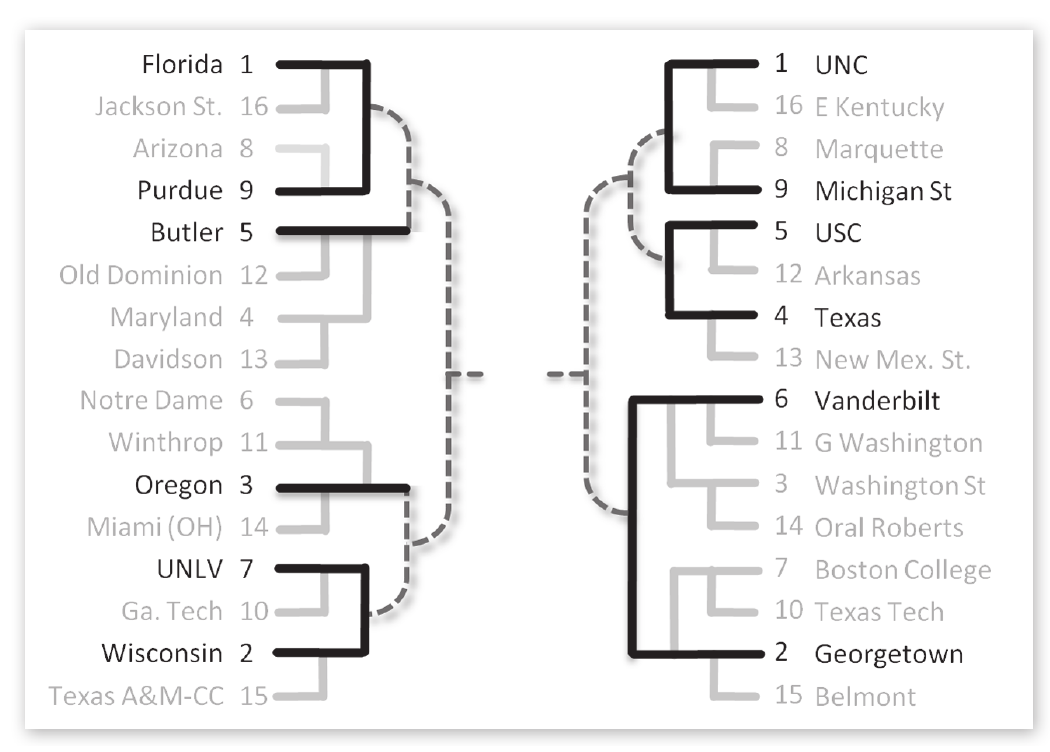 Florida 1
Jackson St. 16
Arizona 8
Purdue 9
Butler 5
Old Dominion 12
Maryland 4
Davidson 13
Notre Dame 6
Winthrop 11
Oregon 3
Miami (OH) 14
UNLV 7
Ga. Tech 10
Wisconsin 2
Texas A&M-CC 15
1 UNC
16 E Kentucky
8 Marquette
9 Michigan St
5 USC
12 Arkansas
4 Texas
13 New Mex. St.
6 Vanderbilt
11 G Washington
3 Washington St
14 Oral Roberts
7 Boston College
10 Texas Tech
2 Georgetown
15 Belmont